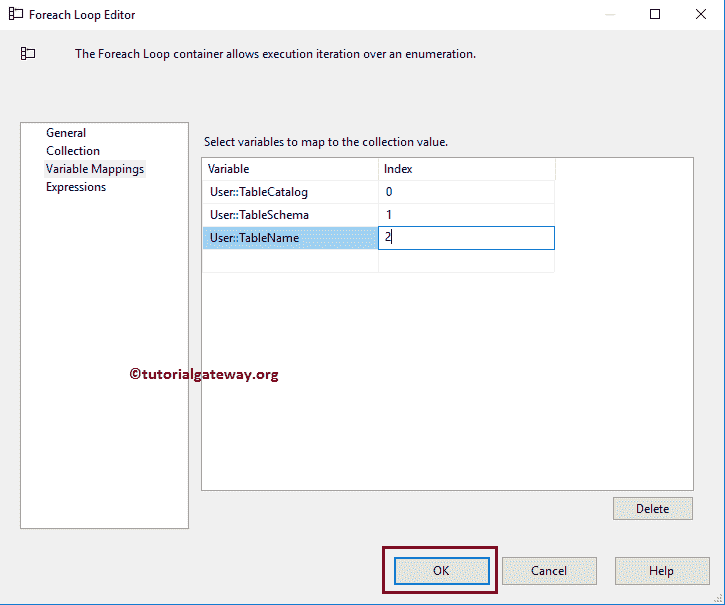 Foreach Loop Editor
The Foreach Loop container allows execution iteration over an enumeration.
General
Collection
Variable Mappings
Expressions
Select variables to map to the collection value.
Variable Index
User::TableCatalog 0
User::TableSchema 1
User::TableName 2
©tutorialgateway.org
Delete
OK Cancel Help